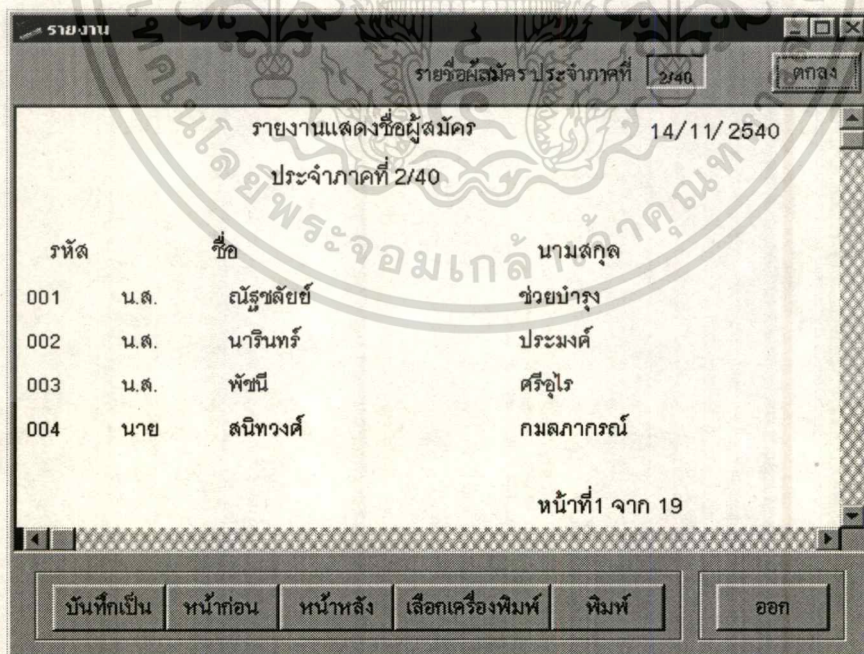 รายงาน
รายชื่อผู้สมัคร ประจำภาคที่ 2/40 ตกลง
รายงานแสดงชื่อผู้สมัคร 14/11/2540
ประจำภาคที่ 2/40
รหัส ชื่อ นามสกุล
001 น.ส. ณัฐชลัยย์ ช่วยบำรุง
002 น.ส. นารินทร์ ประมงค์
003 น.ส. พัชนี ศรีอุไร
004 นาย สนิทวงศ์ กมลภากรณ์
หน้าที่1 จาก 19
บันทึกเป็น หน้าก่อน หน้าหลัง เลือกเครื่องพิมพ์ พิมพ์ ออก